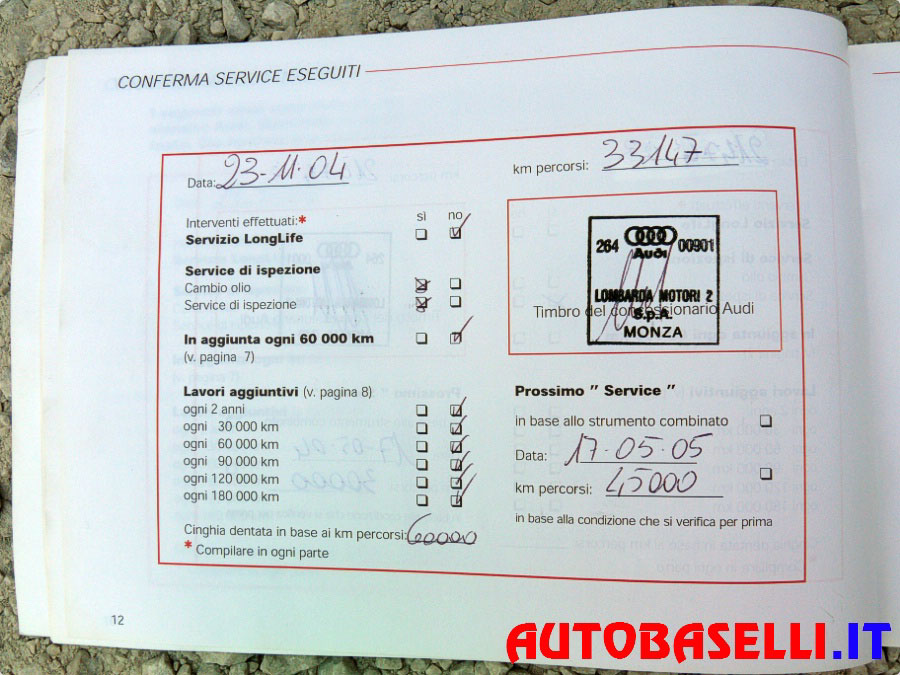 CONFERMA SERVICE ESEGUITI
Data: 23-11-04
km percorsi: 33147
Interventi effettuati:* sì no
Servizio LongLife
Service di ispezione
Cambio olio
Service di ispezione
In aggiunta ogni 60 000 km
(v. pagina 7)
264 Audi 00901
LOMBARDA MOTORI 2
S.p.A.
MONZA
Timbro del concessionario Audi
Lavori aggiuntivi (v. pagina 8)
ogni 2 anni
ogni 30 000 km
ogni 60 000 km
ogni 90 000 km
ogni 120 000 km
ogni 180 000 km
Cinghia dentata in base ai km percorsi: 60000
* Compilare in ogni parte
Prossimo " Service "
in base allo strumento combinato
Data: 17-05-05
km percorsi: 45000
in base alla condizione che si verifica per prima
12
AUTOBASELLI.IT